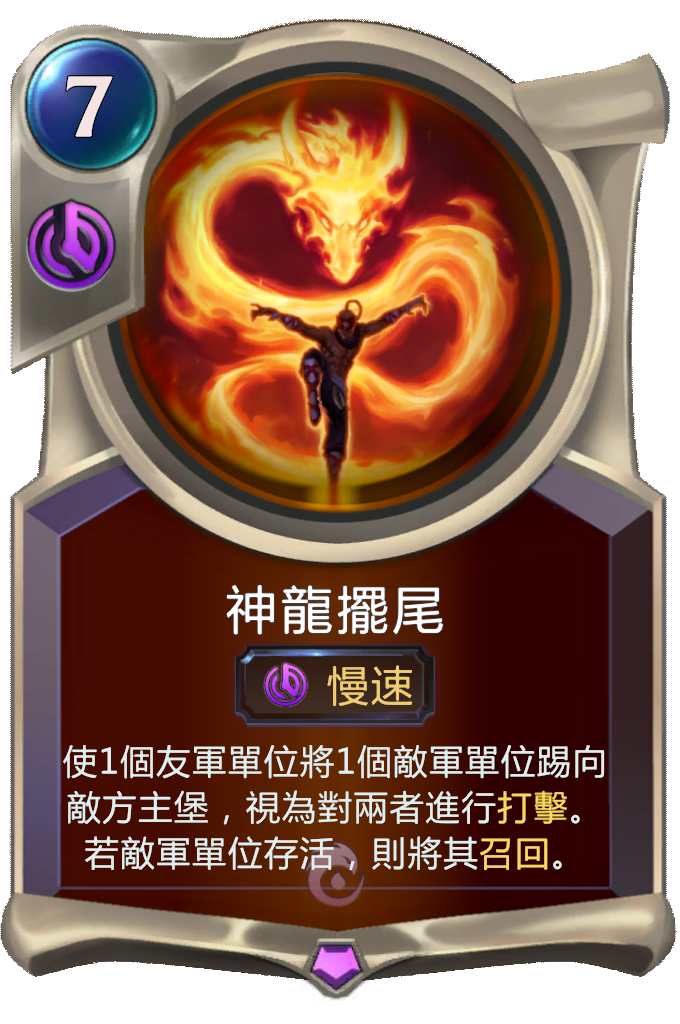 7
神龍擺尾
慢速
使1個友軍單位將1個敵軍單位踢向
敵方主堡，視為對兩者進行打擊。
若敵軍單位存活，則將其召回。